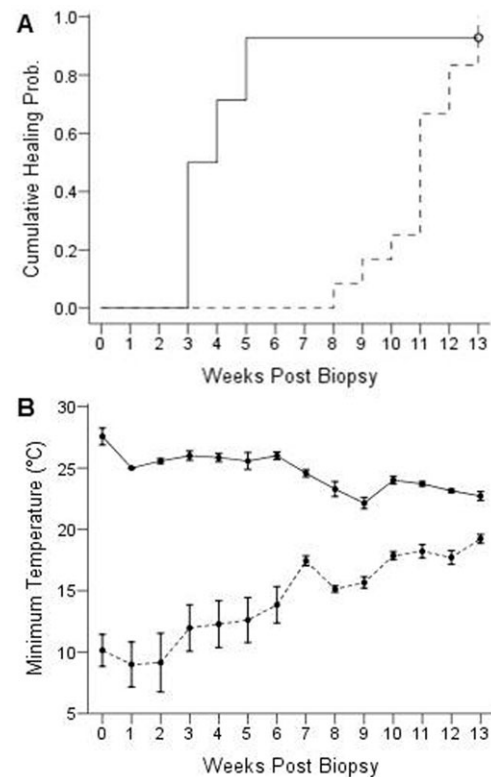 A
Cumulative Healing Prob.
1.0
0.8
0.6
0.4
0.2
0.0
0 1 2 3 4 5 6 7 8 9 10 11 12 13
Weeks Post Biopsy
B
Minimum Temperature (°C)
30
25
20
15
10
5
0 1 2 3 4 5 6 7 8 9 10 11 12 13
Weeks Post Biopsy